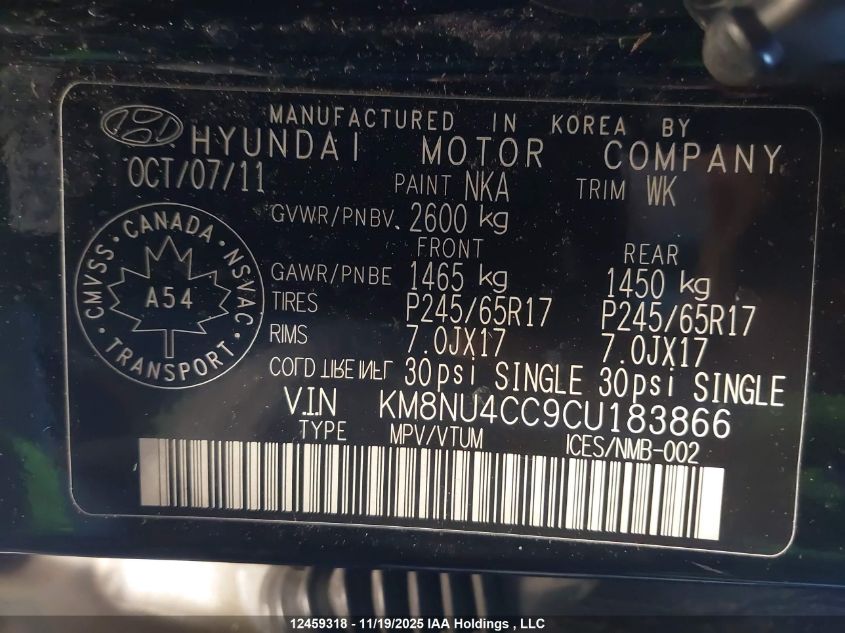 MANUFACTURED IN KOREA BY
HYUNDAI MOTOR COMPANY
OCT/07/11 PAINT NKA TRIM WK
GVWR/PNBV. 2600 kg
FRONT REAR
GAWR/PNBE 1465 kg 1450 kg
TIRES P245/65R17 P245/65R17
RIMS 7.0JX17 7.0JX17
COLD TIRE INFL 30psi SINGLE 30psi SINGLE
V.I.N KM8NU4CC9CU183866
TYPE MPV/VTUM ICES/NMB-002
CMVSS · CANADA · NSVAC · TRANSPORT ·
A54
12459318 - 11/19/2025 IAA Holdings , LLC